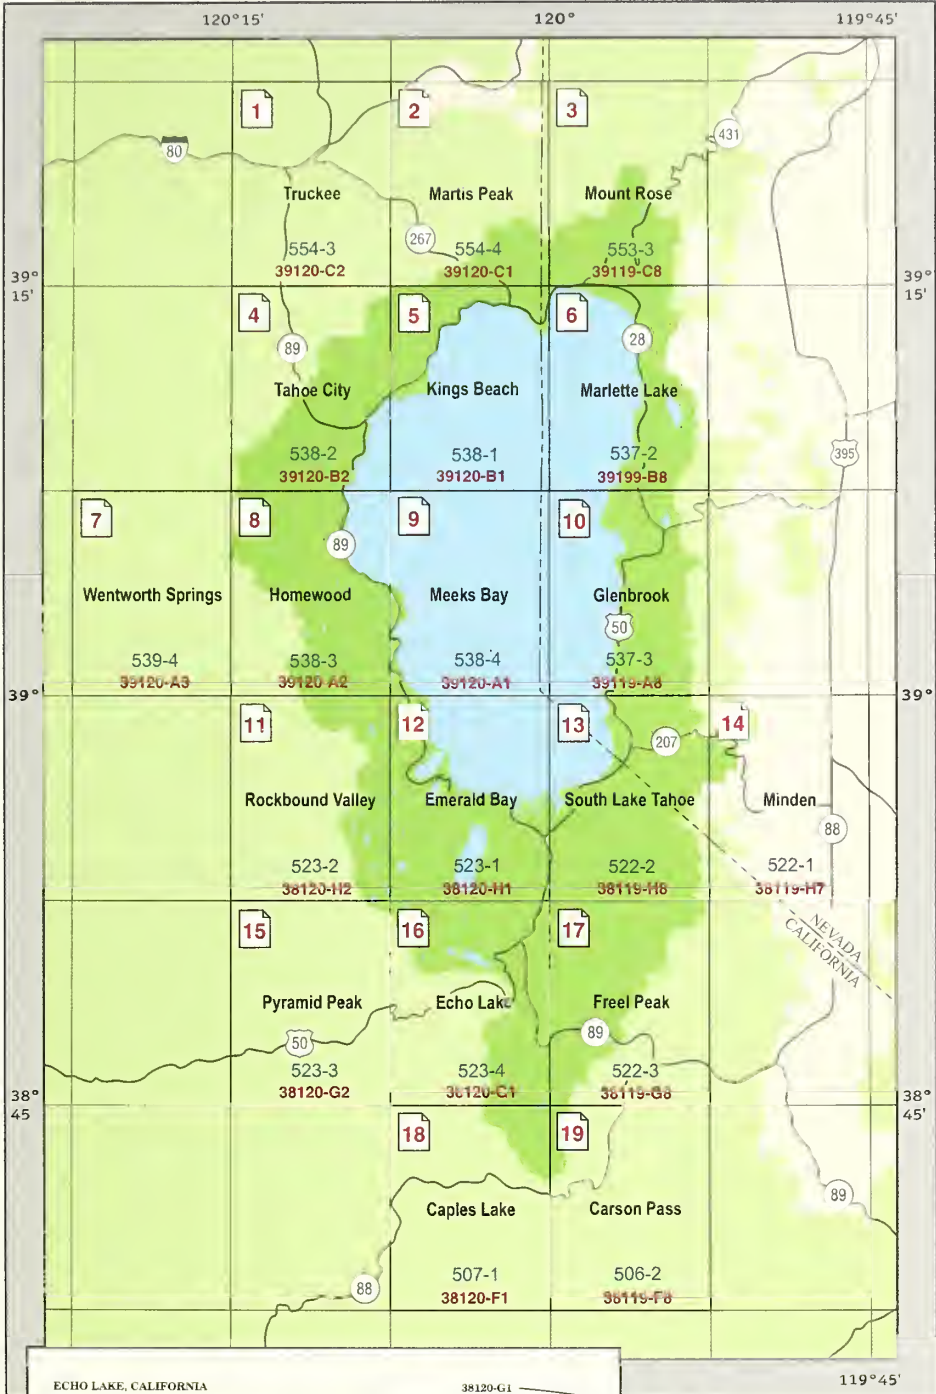 120°15' 120° 119°45'
1 2 3
431
80
Truckee Martis Peak Mount Rose
267
554-3 554-4 553-3
39120-C2 39120-C1 39119-C8
39° 15' 39° 15'
4 5 6
89 28
Tahoe City Kings Beach Marlette Lake
538-2 538-1 537-2 395
39120-B2 39120-B1 39199-B8
7 8 9 10
89
Wentworth Springs Homewood Meeks Bay Glenbrook
50
539-4 538-3 538-4 537-3
39120-A3 39120-A2 39120-A1 39119-A8
39° 39°
11 12 13 14
207
Rockbound Valley Emerald Bay South Lake Tahoe Minden
88
523-2 523-1 522-2 522-1
38120-H2 38120-H1 38119-H8 38119-H7
15 16 17
NEVADA
CALIFORNIA
Pyramid Peak Echo Lake Freel Peak
50 89
523-3 523-4 522-3
38120-G2 38120-C1 38119-G8
38° 45' 38° 45'
18 19
89
Caples Lake Carson Pass
507-1 506-2
88
38120-F1 38119-F8
119°45'
ECHO LAKE, CALIFORNIA 38120-G1